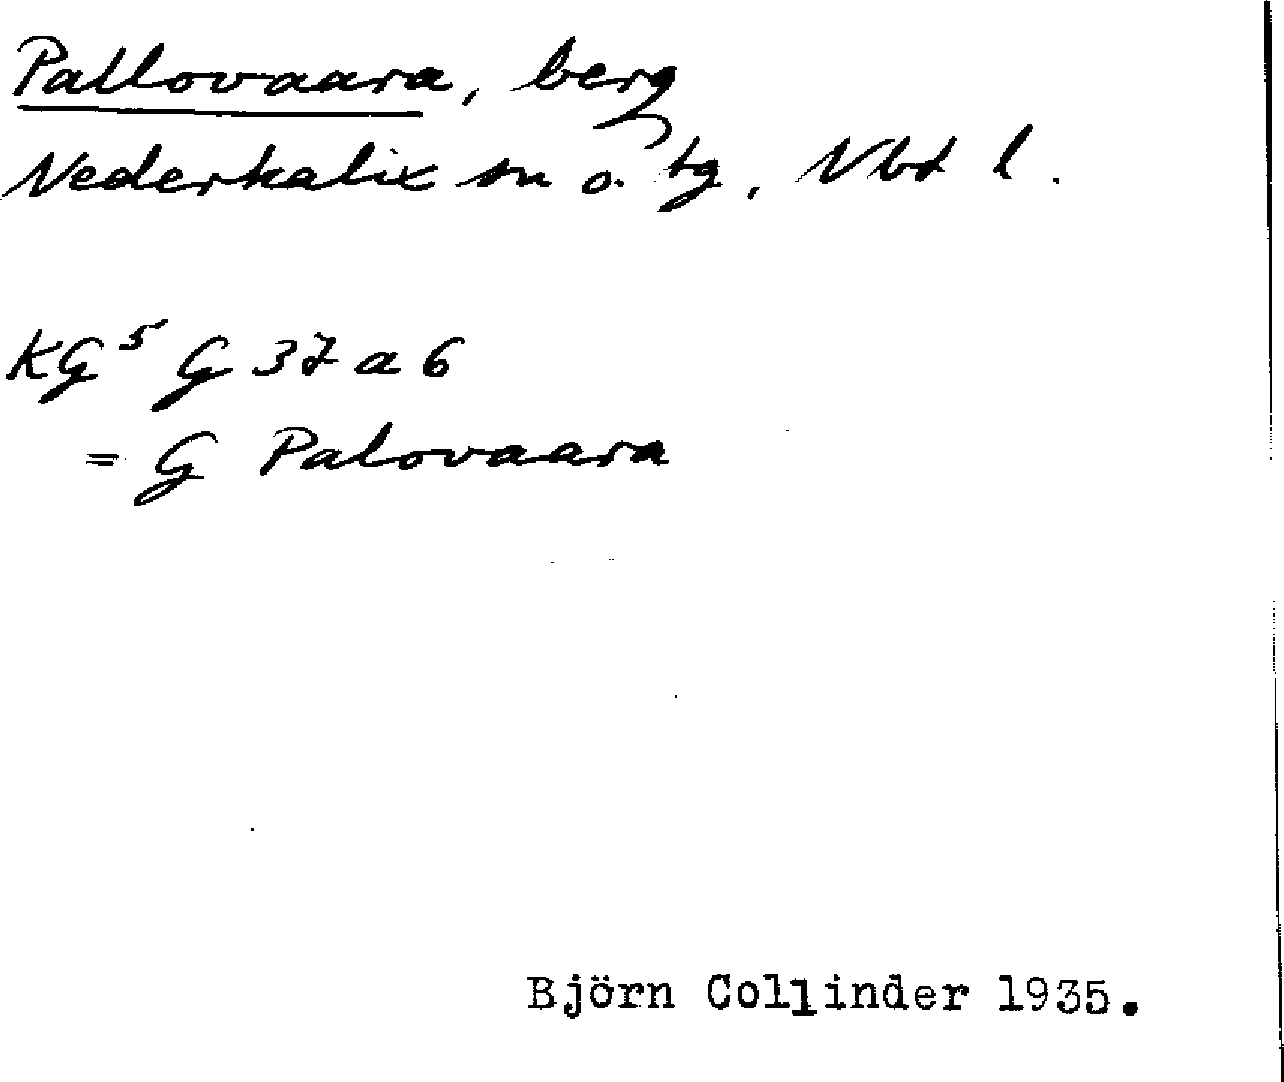 Pallovaara, berg
Nederkalix sn o. tg, Nbt l.
KG⁵ G 37 a 6
= G Palovaara
Björn Collinder 1935.